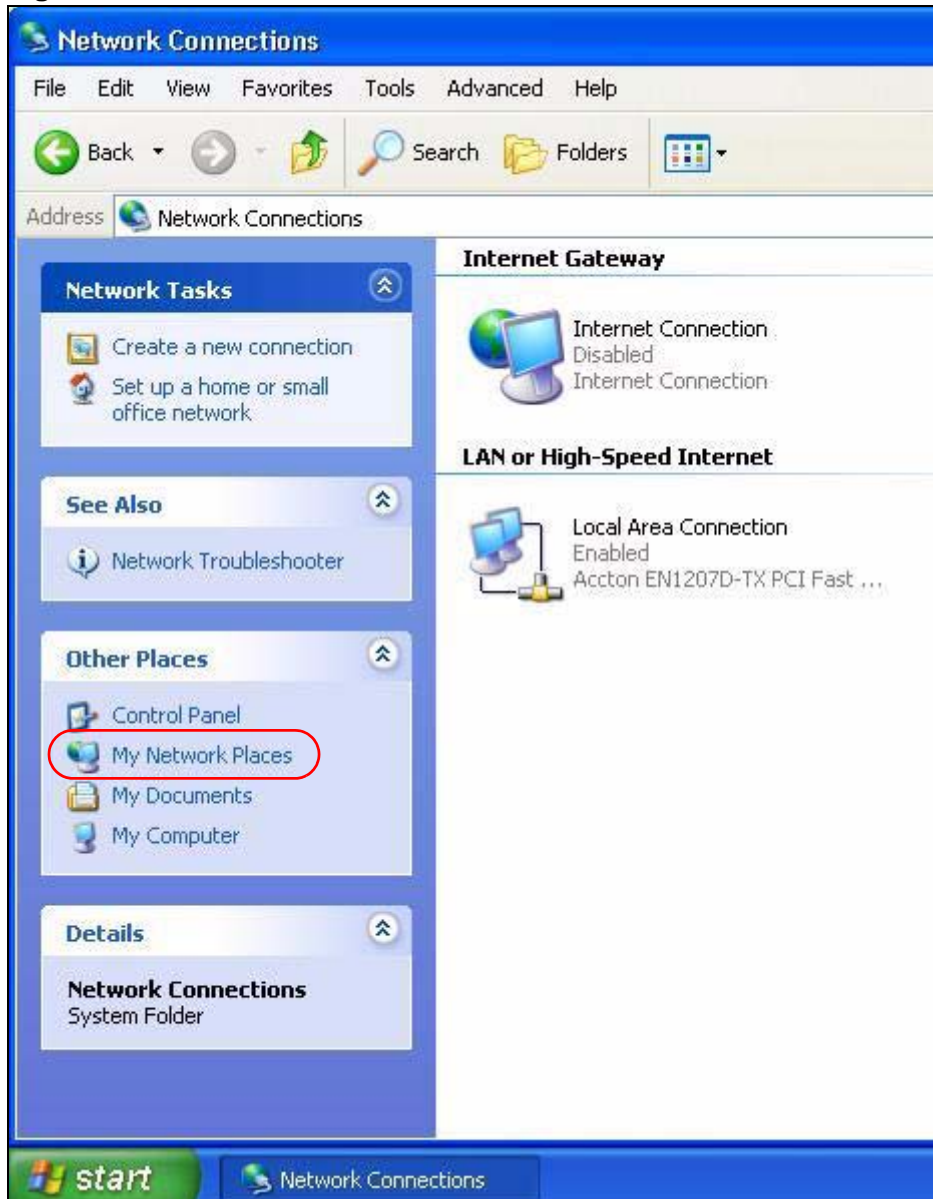 Network Connections
File Edit View Favorites Tools Advanced Help
Back Search Folders
Address Network Connections
Network Tasks
Create a new connection
Set up a home or small
office network
See Also
Network Troubleshooter
Other Places
Control Panel
My Network Places
My Documents
My Computer
Details
Network Connections
System Folder
Internet Gateway
Internet Connection
Disabled
Internet Connection
LAN or High-Speed Internet
Local Area Connection
Enabled
Accton EN1207D-TX PCI Fast ...
start Network Connections